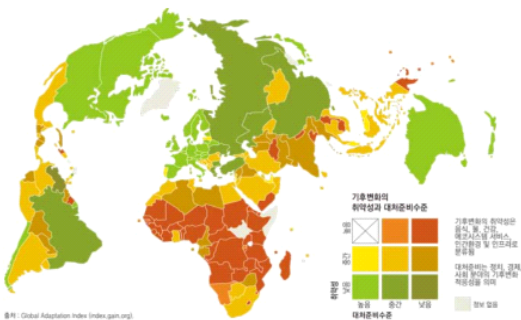 기후변화의
취약성과 대처준비수준
높음
중간
낮음
취약성
높음 중간 낮음
대처준비수준
기후변화의 취약성은
음식, 물, 건강,
에코시스템 서비스,
인간환경 및 인프라로
분류됨
대처준비는 정치, 경제,
사회 분야의 기후변화
적응성을 의미
정보 없음
출처 : Global Adaptation Index (index.gain.org).